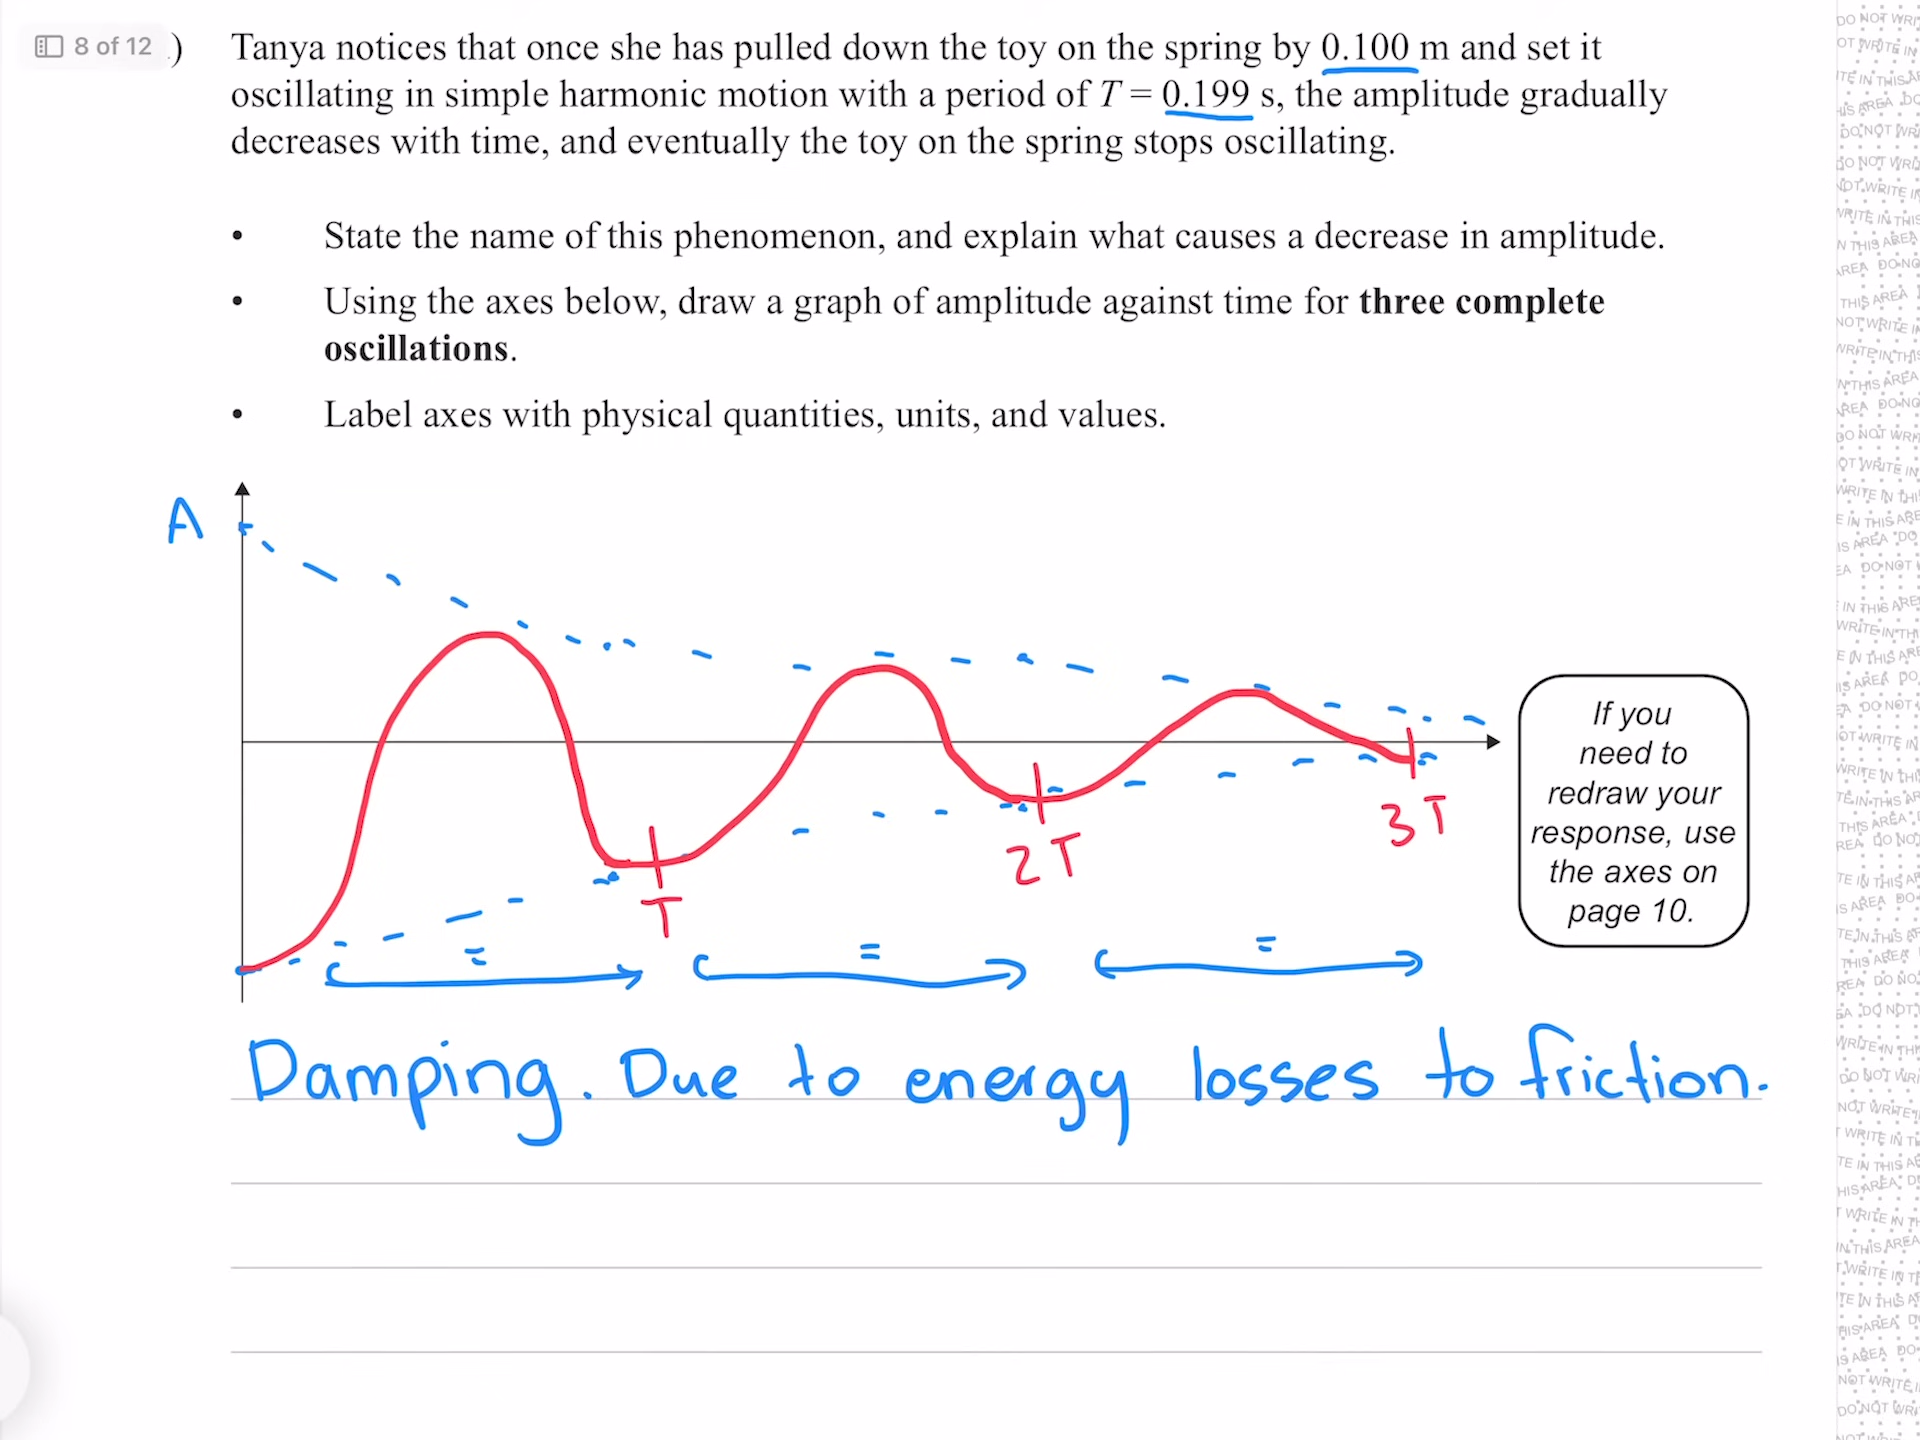 8 of 12
)
Tanya notices that once she has pulled down the toy on the spring by 0.100 m and set it
oscillating in simple harmonic motion with a period of T = 0.199 s, the amplitude gradually
decreases with time, and eventually the toy on the spring stops oscillating.
• State the name of this phenomenon, and explain what causes a decrease in amplitude.
• Using the axes below, draw a graph of amplitude against time for three complete
oscillations.
• Label axes with physical quantities, units, and values.
A
If you
need to
redraw your
response, use
the axes on
page 10.
T
2T
3T
= = =
Damping. Due to energy losses to friction.